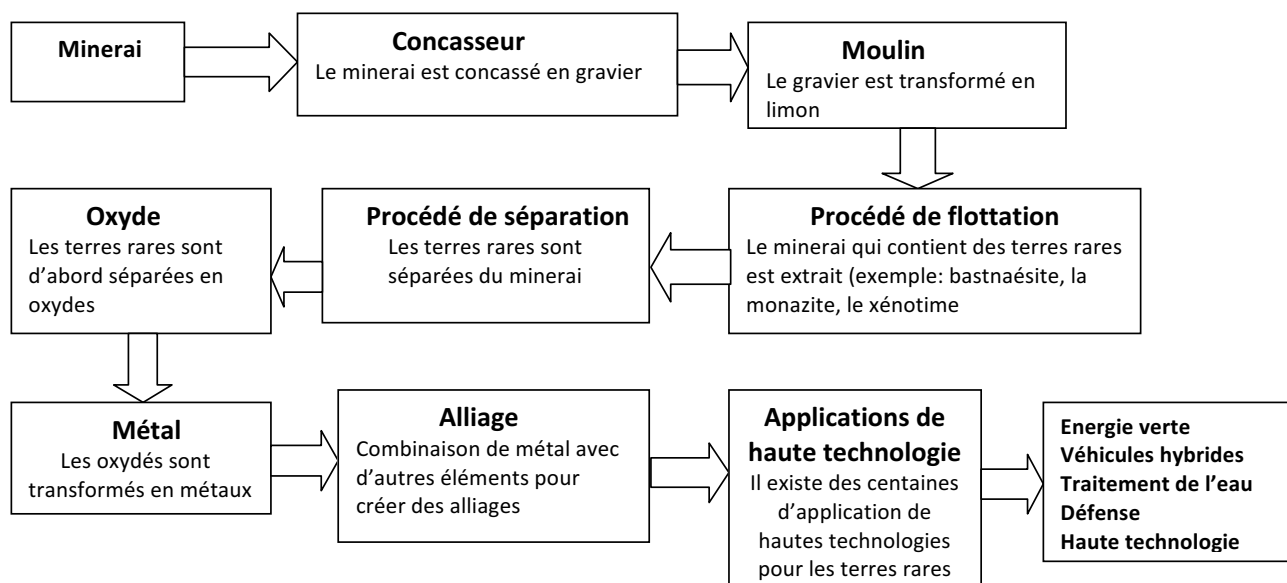 Minerai
Concasseur
Le minerai est concassé en gravier
Moulin
Le gravier est transformé en
limon
Procédé de flottation
Le minerai qui contient des terres rares
est extrait (exemple: bastnaésite, la
monazite, le xénotime
Procédé de séparation
Les terres rares sont
séparées du minerai
Oxyde
Les terres rares sont
d’abord séparées en
oxydes
Métal
Les oxydés sont
transformés en métaux
Alliage
Combinaison de métal avec
d’autres éléments pour
créer des alliages
Applications de
haute technologie
Il existe des centaines
d’application de
hautes technologies
pour les terres rares
Energie verte
Véhicules hybrides
Traitement de l’eau
Défense
Haute technologie